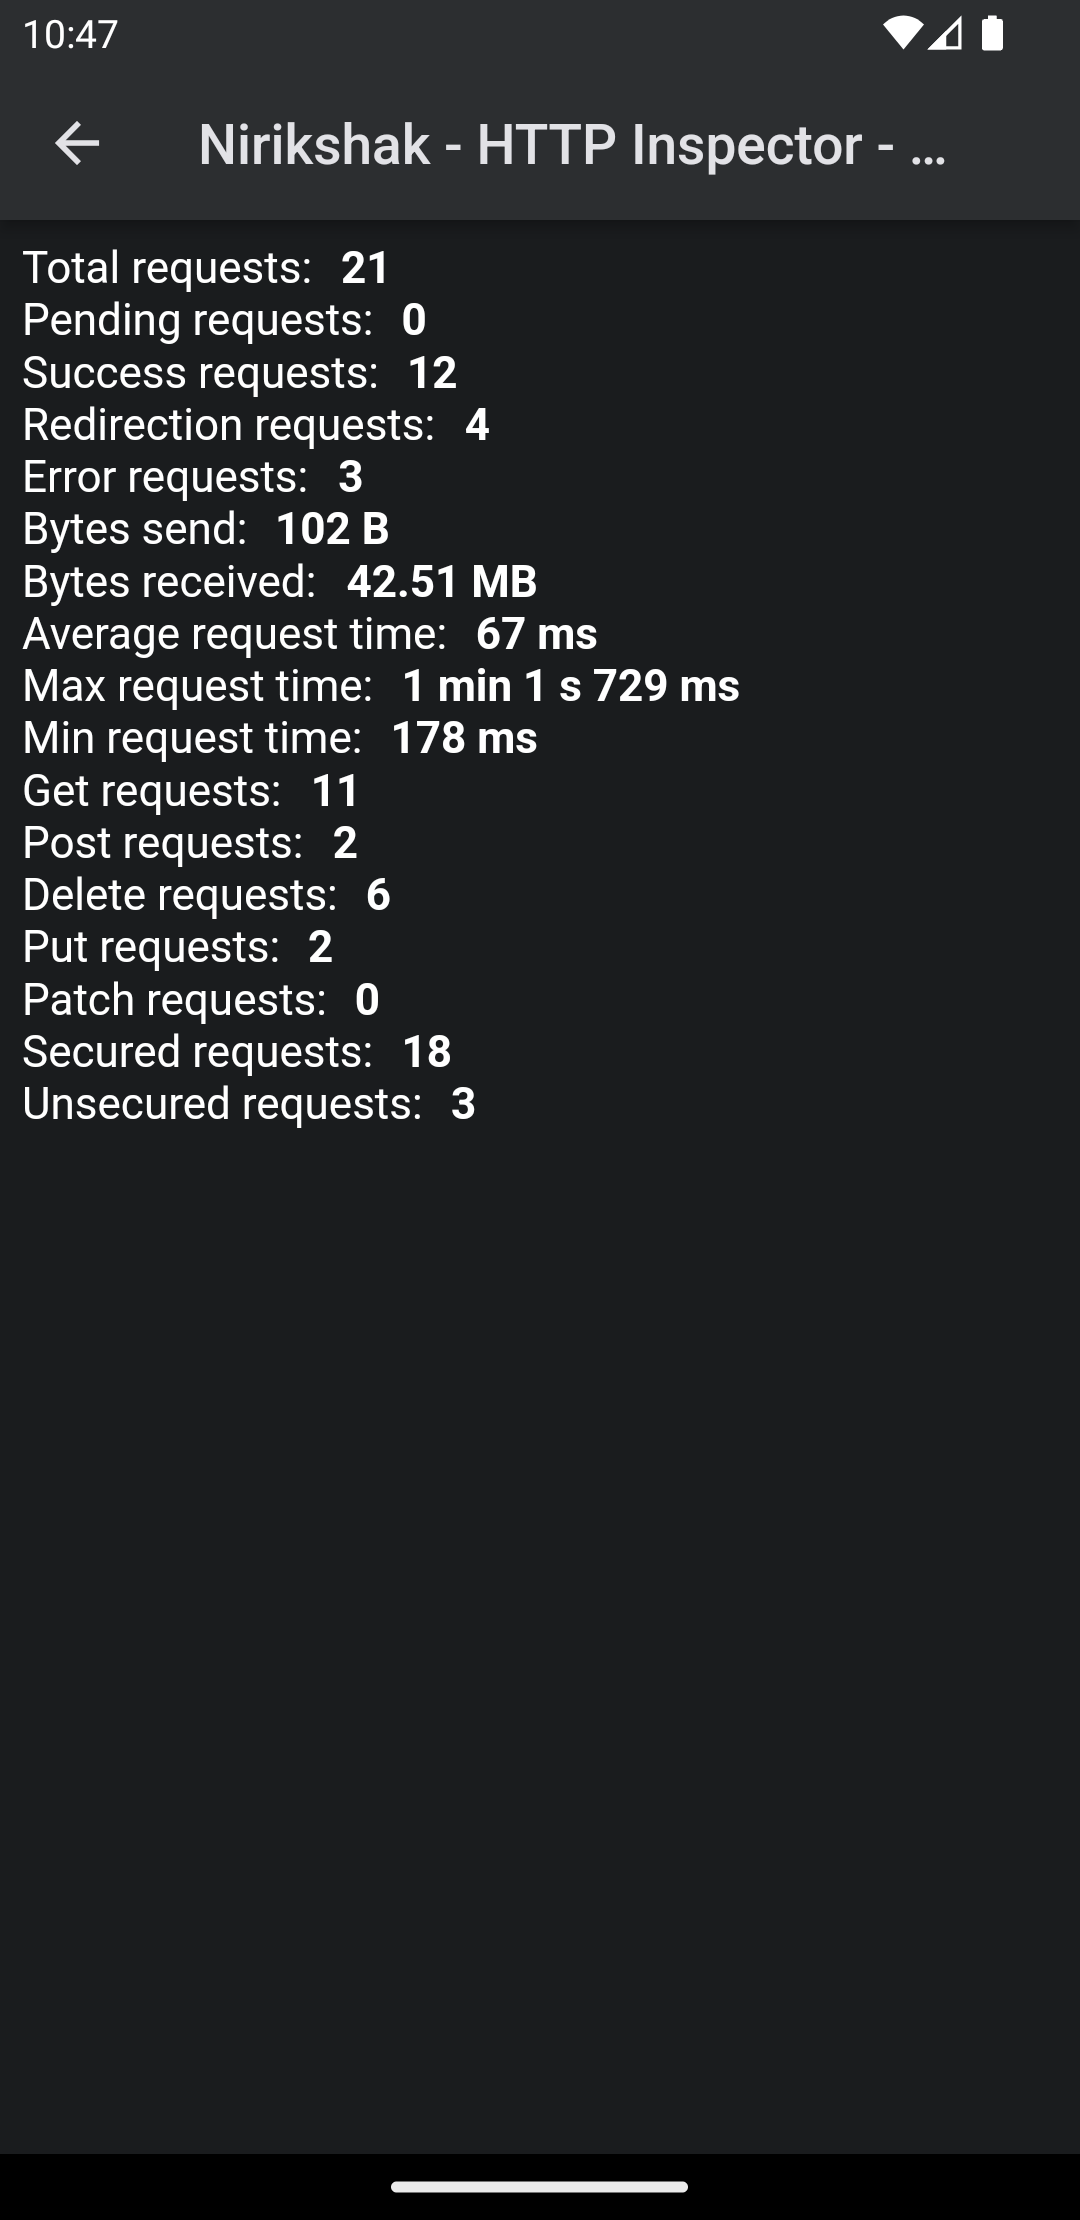 10:47
Nirikshak - HTTP Inspector - ...
Total requests: 21
Pending requests: 0
Success requests: 12
Redirection requests: 4
Error requests: 3
Bytes send: 102 B
Bytes received: 42.51 MB
Average request time: 67 ms
Max request time: 1 min 1 s 729 ms
Min request time: 178 ms
Get requests: 11
Post requests: 2
Delete requests: 6
Put requests: 2
Patch requests: 0
Secured requests: 18
Unsecured requests: 3